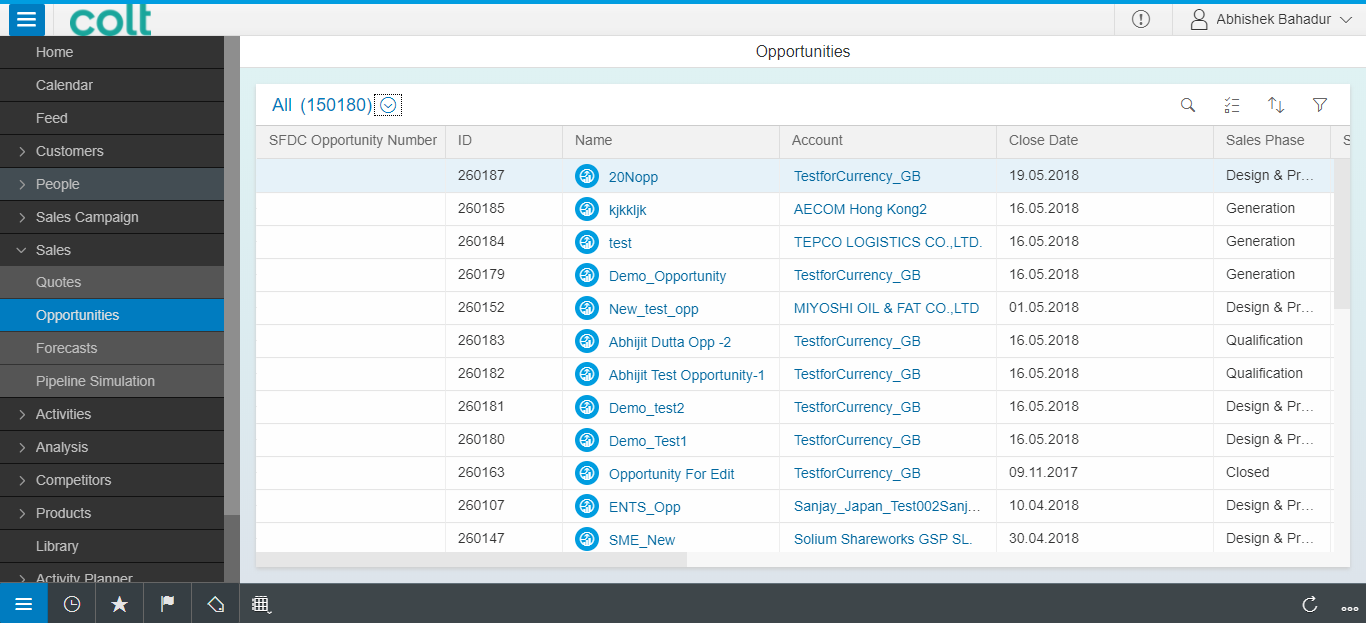 colt
Abhishek Bahadur
Home
Calendar
Feed
Customers
People
Sales Campaign
Sales
Quotes
Opportunities
Forecasts
Pipeline Simulation
Activities
Analysis
Competitors
Products
Library
Activity Planner
Opportunities
All (150180)
SFDC Opportunity Number ID Name Account Close Date Sales Phase S
260187 20Nopp TestforCurrency_GB 19.05.2018 Design & Pr...
260185 kjkkljk AECOM Hong Kong2 16.05.2018 Generation
260184 test TEPCO LOGISTICS CO.,LTD. 16.05.2018 Generation
260179 Demo_Opportunity TestforCurrency_GB 16.05.2018 Generation
260152 New_test_opp MIYOSHI OIL & FAT CO.,LTD 01.05.2018 Design & Pr...
260183 Abhijit Dutta Opp -2 TestforCurrency_GB 16.05.2018 Qualification
260182 Abhijit Test Opportunity-1 TestforCurrency_GB 16.05.2018 Qualification
260181 Demo_test2 TestforCurrency_GB 16.05.2018 Design & Pr...
260180 Demo_Test1 TestforCurrency_GB 16.05.2018 Design & Pr...
260163 Opportunity For Edit TestforCurrency_GB 09.11.2017 Closed
260107 ENTS_Opp Sanjay_Japan_Test002Sanj... 10.04.2018 Design & Pr...
260147 SME_New Solium Shareworks GSP SL. 30.04.2018 Design & Pr...